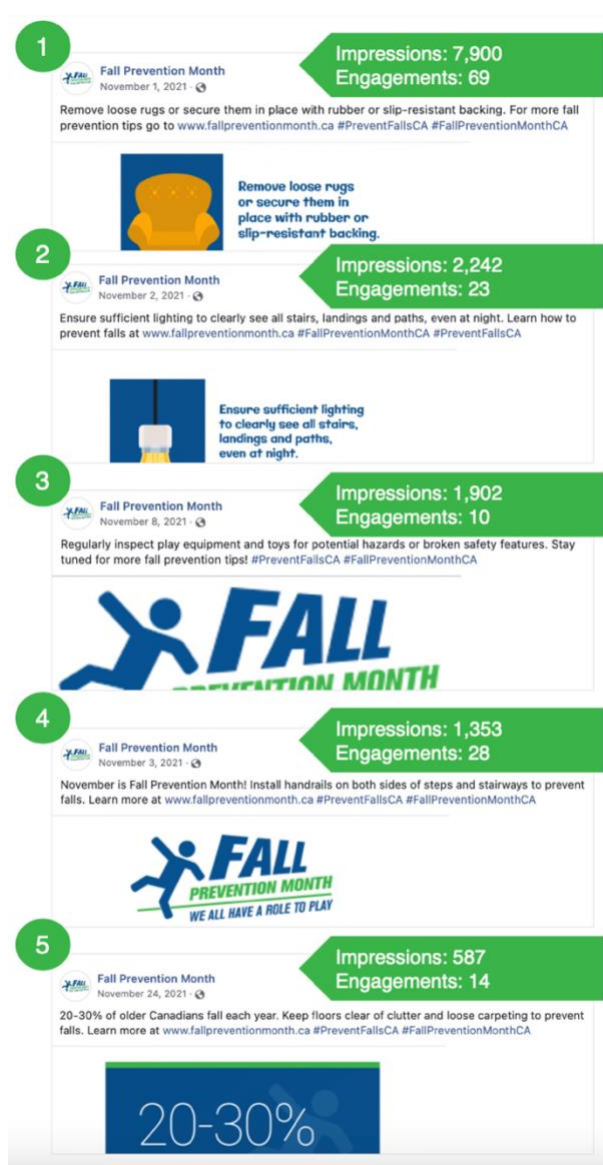 1
Impressions: 7,900
Engagements: 69
FALL
Fall Prevention Month
November 1, 2021 ·
Remove loose rugs or secure them in place with rubber or slip-resistant backing. For more fall
prevention tips go to www.fallpreventionmonth.ca #PreventFallsCA #FallPreventionMonthCA
Remove loose rugs
or secure them in
place with rubber or
slip-resistant backing.
2
Impressions: 2,242
Engagements: 23
FALL
Fall Prevention Month
November 2, 2021 ·
Ensure sufficient lighting to clearly see all stairs, landings and paths, even at night. Learn how to
prevent falls at www.fallpreventionmonth.ca #FallPreventionMonthCA #PreventFallsCA
Ensure sufficient lighting
to clearly see all stairs,
landings and paths,
even at night.
3
Impressions: 1,902
Engagements: 10
FALL
Fall Prevention Month
November 8, 2021 ·
Regularly inspect play equipment and toys for potential hazards or broken safety features. Stay
tuned for more fall prevention tips! #PreventFallsCA #FallPreventionMonthCA
FALL
PREVENTION MONTH
4
Impressions: 1,353
Engagements: 28
FALL
Fall Prevention Month
November 3, 2021 ·
November is Fall Prevention Month! Install handrails on both sides of steps and stairways to prevent
falls. Learn more at www.fallpreventionmonth.ca #PreventFallsCA #FallPreventionMonthCA
FALL
PREVENTION MONTH
WE ALL HAVE A ROLE TO PLAY
5
Impressions: 587
Engagements: 14
FALL
Fall Prevention Month
November 24, 2021 ·
20-30% of older Canadians fall each year. Keep floors clear of clutter and loose carpeting to prevent
falls. Learn more at www.fallpreventionmonth.ca #PreventFallsCA #FallPreventionMonthCA
20-30%